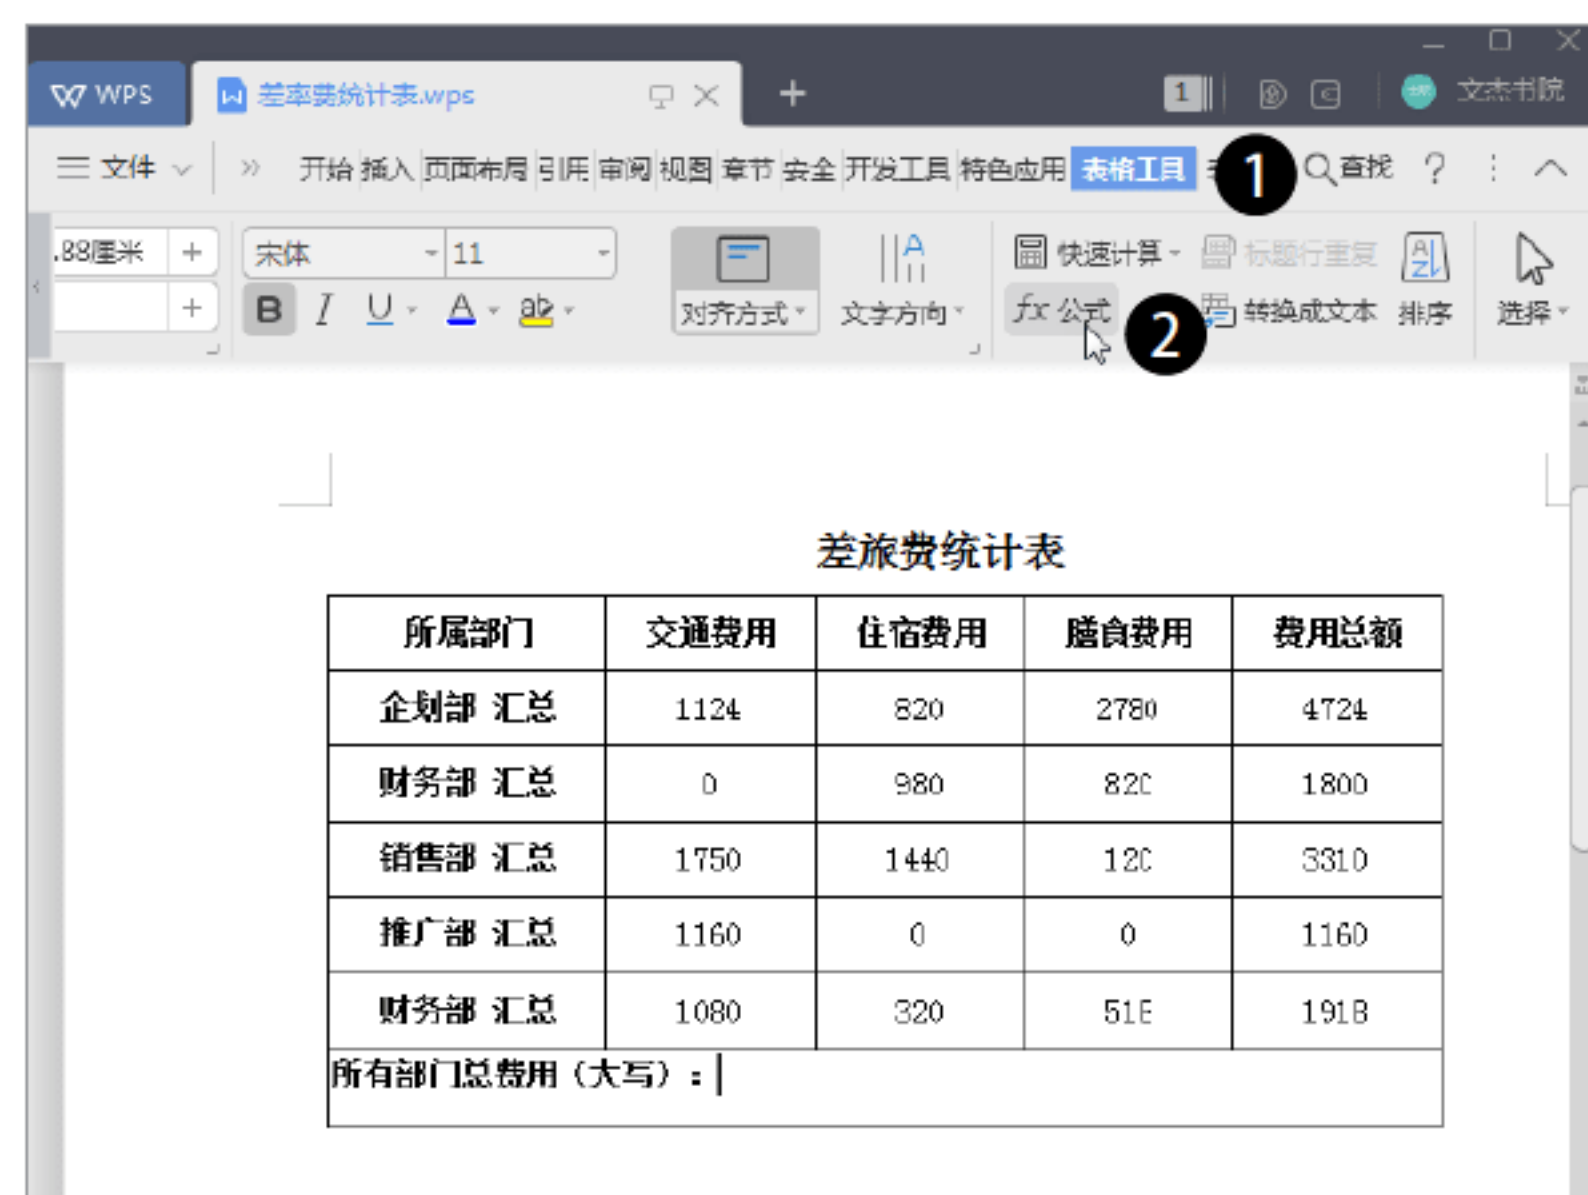 WPS 差率费统计表.wps 1 文杰书院
文件 开始 插入 页面布局 引用 审阅 视图 章节 安全 开发工具 特色应用 表格工具 1 查找 ?
.88厘米 + 宋体 11 对齐方式 文字方向 快速计算 标题行重复 排序 选择
+ B I U A ab fx 公式 2 转换成文本
差旅费统计表
所属部门 交通费用 住宿费用 膳食费用 费用总额
企划部 汇总 1124 820 2780 4724
财务部 汇总 0 980 820 1800
销售部 汇总 1750 1440 120 3310
推广部 汇总 1160 0 0 1160
财务部 汇总 1080 320 518 1918
所有部门总费用（大写）：